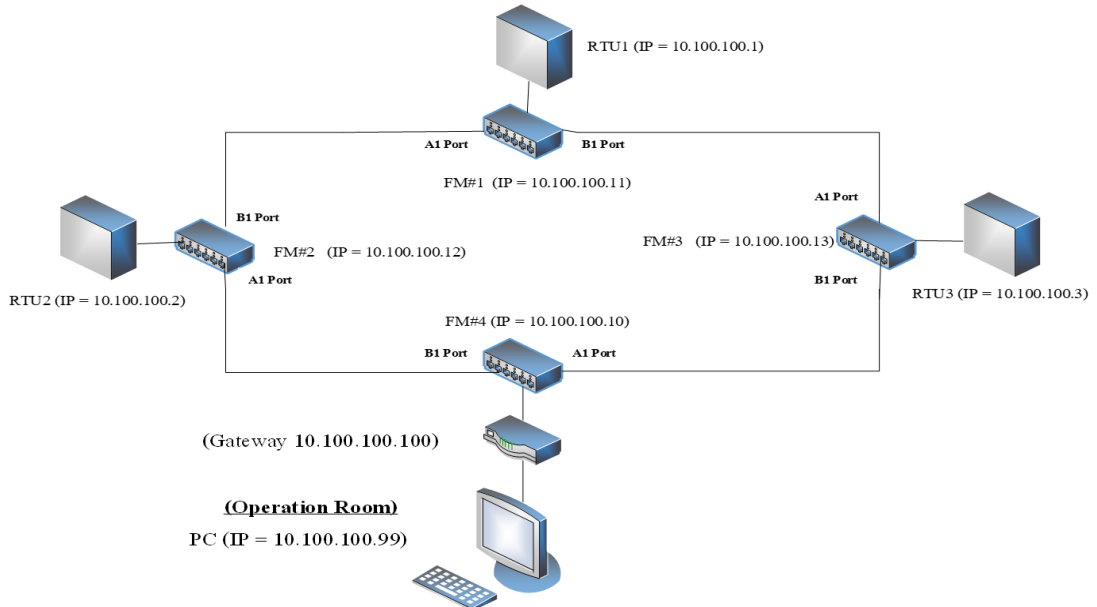 RTU1 (IP = 10.100.100.1)
A1 Port
B1 Port
FM#1 (IP = 10.100.100.11)
A1 Port
B1 Port
FM#2 (IP = 10.100.100.12)
FM#3 (IP = 10.100.100.13)
A1 Port
B1 Port
RTU2 (IP = 10.100.100.2)
RTU3 (IP = 10.100.100.3)
FM#4 (IP = 10.100.100.10)
B1 Port
A1 Port
(Gateway 10.100.100.100)
(Operation Room)
PC (IP = 10.100.100.99)